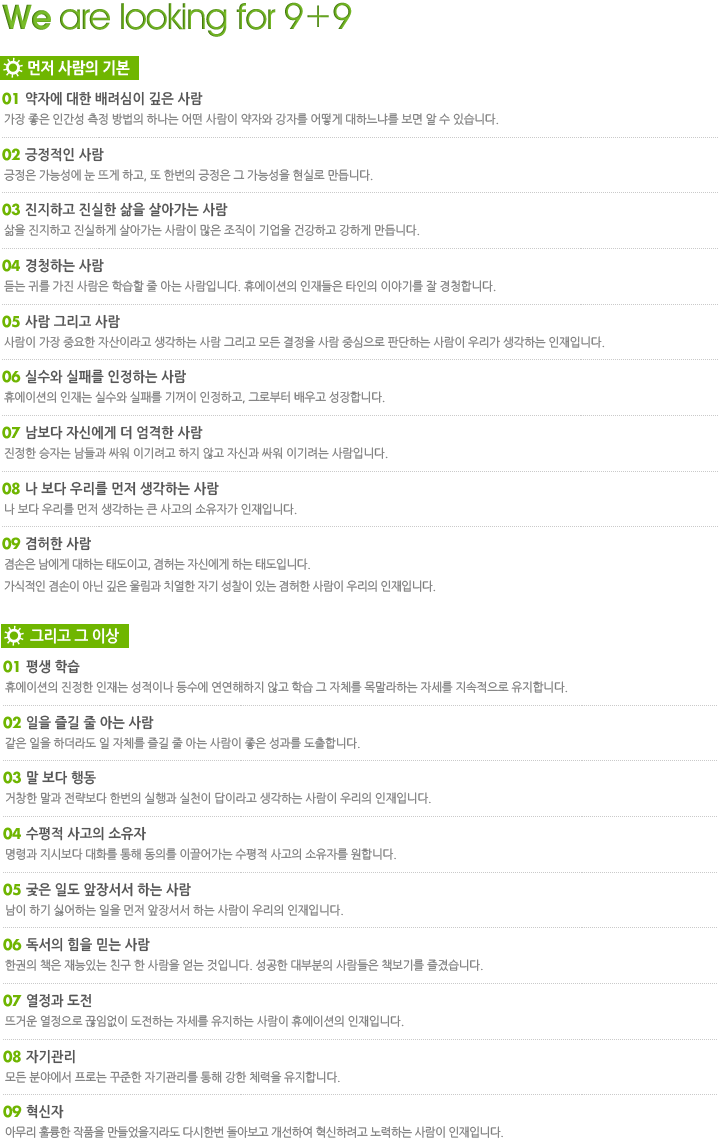 We are looking for 9+9
먼저 사람의 기본
01 약자에 대한 배려심이 깊은 사람
가장 좋은 인간성 측정 방법의 하나는 어떤 사람이 약자와 강자를 어떻게 대하느냐를 보면 알 수 있습니다.
02 긍정적인 사람
긍정은 가능성에 눈 뜨게 하고, 또 한번의 긍정은 그 가능성을 현실로 만듭니다.
03 진지하고 진실한 삶을 살아가는 사람
삶을 진지하고 진실하게 살아가는 사람이 많은 조직이 기업을 건강하고 강하게 만듭니다.
04 경청하는 사람
듣는 귀를 가진 사람은 학습할 줄 아는 사람입니다. 휴에이션의 인재들은 타인의 이야기를 잘 경청합니다.
05 사람 그리고 사람
사람이 가장 중요한 자산이라고 생각하는 사람 그리고 모든 결정을 사람 중심으로 판단하는 사람이 우리가 생각하는 인재입니다.
06 실수와 실패를 인정하는 사람
휴에이션의 인재는 실수와 실패를 기꺼이 인정하고, 그로부터 배우고 성장합니다.
07 남보다 자신에게 더 엄격한 사람
진정한 승자는 남들과 싸워 이기려고 하지 않고 자신과 싸워 이기려는 사람입니다.
08 나 보다 우리를 먼저 생각하는 사람
나 보다 우리를 먼저 생각하는 큰 사고의 소유자가 인재입니다.
09 겸허한 사람
겸손은 남에게 대하는 태도이고, 겸허는 자신에게 하는 태도입니다.
가식적인 겸손이 아닌 깊은 울림과 치열한 자기 성찰이 있는 겸허한 사람이 우리의 인재입니다.
그리고 그 이상
01 평생 학습
휴에이션의 진정한 인재는 성적이나 등수에 연연해하지 않고 학습 그 자체를 목말라하는 자세를 지속적으로 유지합니다.
02 일을 즐길 줄 아는 사람
같은 일을 하더라도 일 자체를 즐길 줄 아는 사람이 좋은 성과를 도출합니다.
03 말 보다 행동
거창한 말과 전략보다 한번의 실행과 실천이 답이라고 생각하는 사람이 우리의 인재입니다.
04 수평적 사고의 소유자
명령과 지시보다 대화를 통해 동의를 이끌어가는 수평적 사고의 소유자를 원합니다.
05 궂은 일도 앞장서서 하는 사람
남이 하기 싫어하는 일을 먼저 앞장서서 하는 사람이 우리의 인재입니다.
06 독서의 힘을 믿는 사람
한권의 책은 재능있는 친구 한 사람을 얻는 것입니다. 성공한 대부분의 사람들은 책보기를 즐겼습니다.
07 열정과 도전
뜨거운 열정으로 끊임없이 도전하는 자세를 유지하는 사람이 휴에이션의 인재입니다.
08 자기관리
모든 분야에서 프로는 꾸준한 자기관리를 통해 강한 체력을 유지합니다.
09 혁신자
아무리 훌륭한 작품을 만들었을지라도 다시한번 돌아보고 개선하여 혁신하려고 노력하는 사람이 인재입니다.